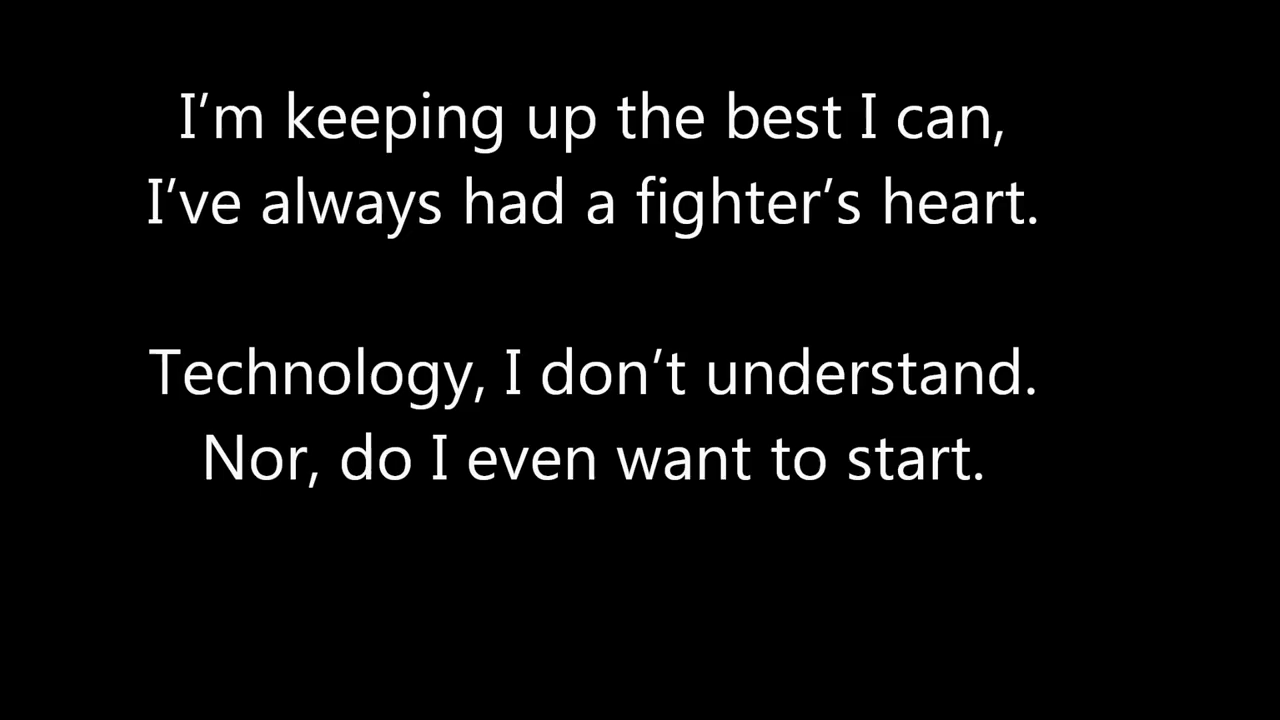 I’m keeping up the best I can,
I’ve always had a fighter’s heart.
Technology, I don’t understand.
Nor, do I even want to start.